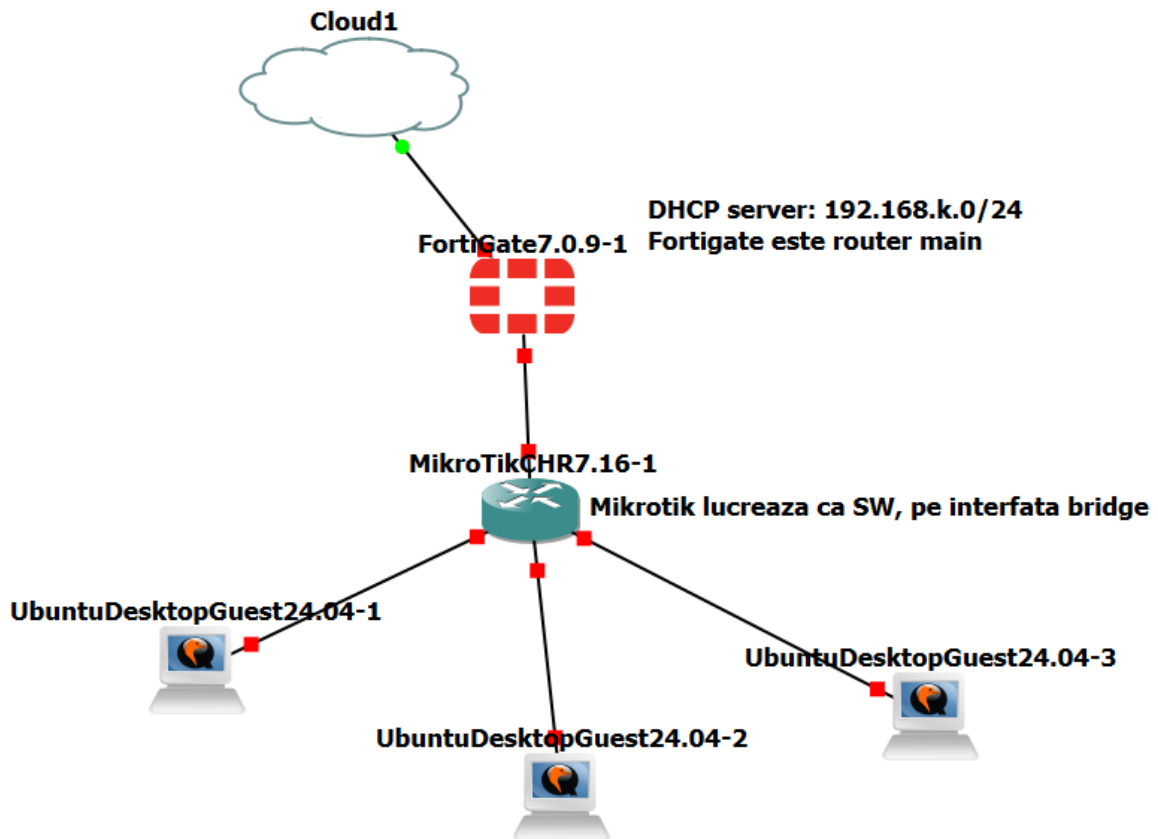 Cloud1
DHCP server: 192.168.k.0/24
Fortigate este router main
FortiGate7.0.9-1
MikroTikCHR7.16-1
Mikrotik lucreaza ca SW, pe interfata bridge
UbuntuDesktopGuest24.04-1
UbuntuDesktopGuest24.04-3
UbuntuDesktopGuest24.04-2